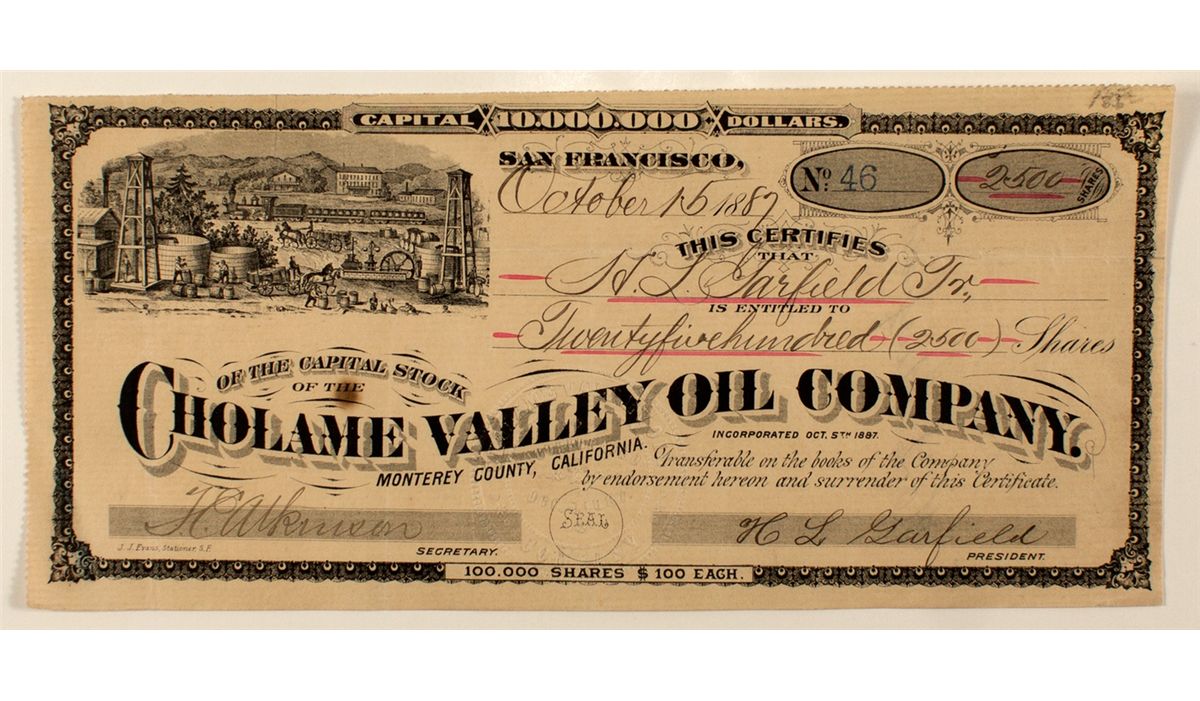 CAPITAL 10.000.000 DOLLARS.
SAN FRANCISCO,
October 15 1887
No. 46
2500 SHARES
THIS CERTIFIES
THAT
H. L. Garfield Tr.,
IS ENTITLED TO
Twentyfivehundred (2500) Shares
OF THE CAPITAL STOCK
OF THE
CHOLAME VALLEY OIL COMPANY.
INCORPORATED OCT. 5TH 1887.
MONTEREY COUNTY, CALIFORNIA.
Transferable on the books of the Company
by endorsement hereon and surrender of this Certificate.
H. L. Garfield
SEAL
J. J. Evans, Stationer, S.F.
SECRETARY.
PRESIDENT.
100.000 SHARES $ 100 EACH.